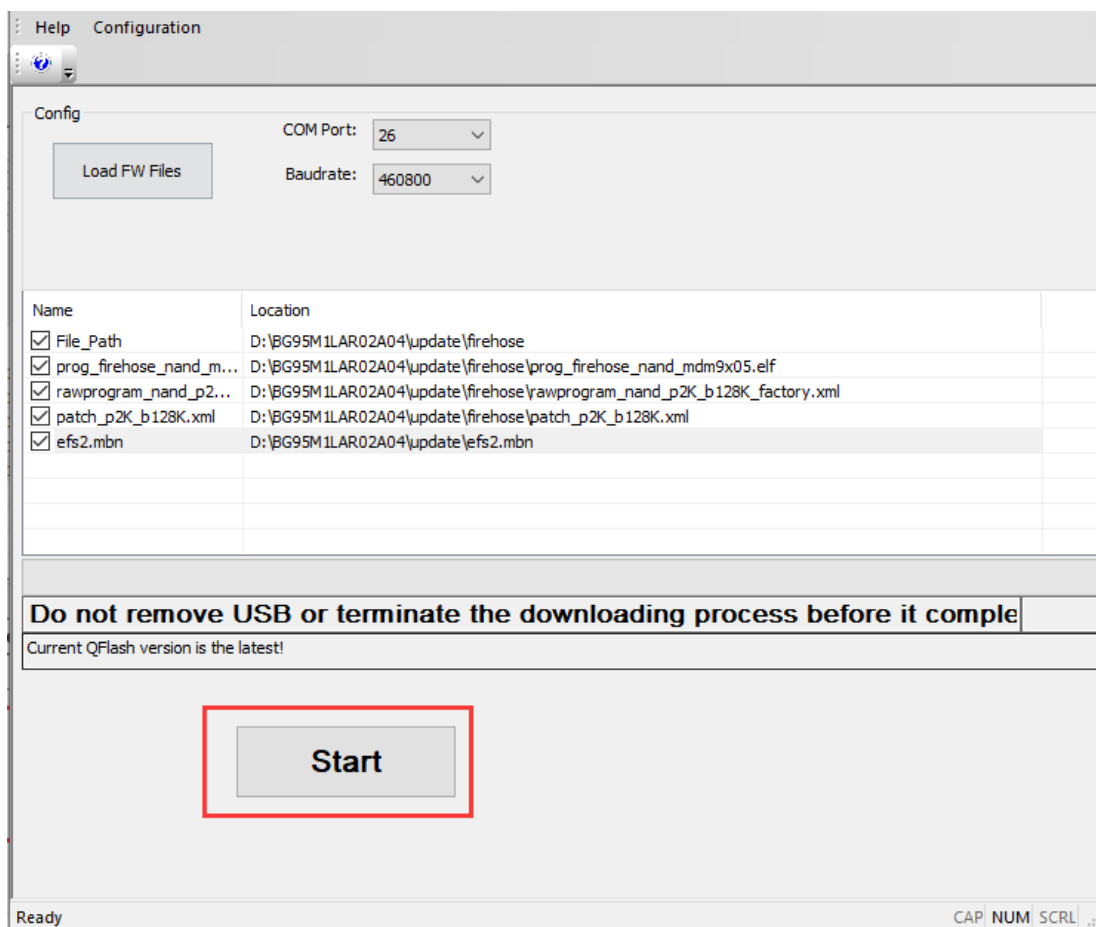 Help Configuration
Config
COM Port: 26
Load FW Files
Baudrate: 460800
Name Location
File_Path D:\BG95M1LAR02A04\update\firehose
prog_firehose_nand_m... D:\BG95M1LAR02A04\update\firehose\prog_firehose_nand_mdm9x05.elf
rawprogram_nand_p2... D:\BG95M1LAR02A04\update\firehose\rawprogram_nand_p2K_b128K_factory.xml
patch_p2K_b128K.xml D:\BG95M1LAR02A04\update\firehose\patch_p2K_b128K.xml
efs2.mbn D:\BG95M1LAR02A04\update\efs2.mbn
Do not remove USB or terminate the downloading process before it comple
Current QFlash version is the latest!
Start
Ready CAP NUM SCRL